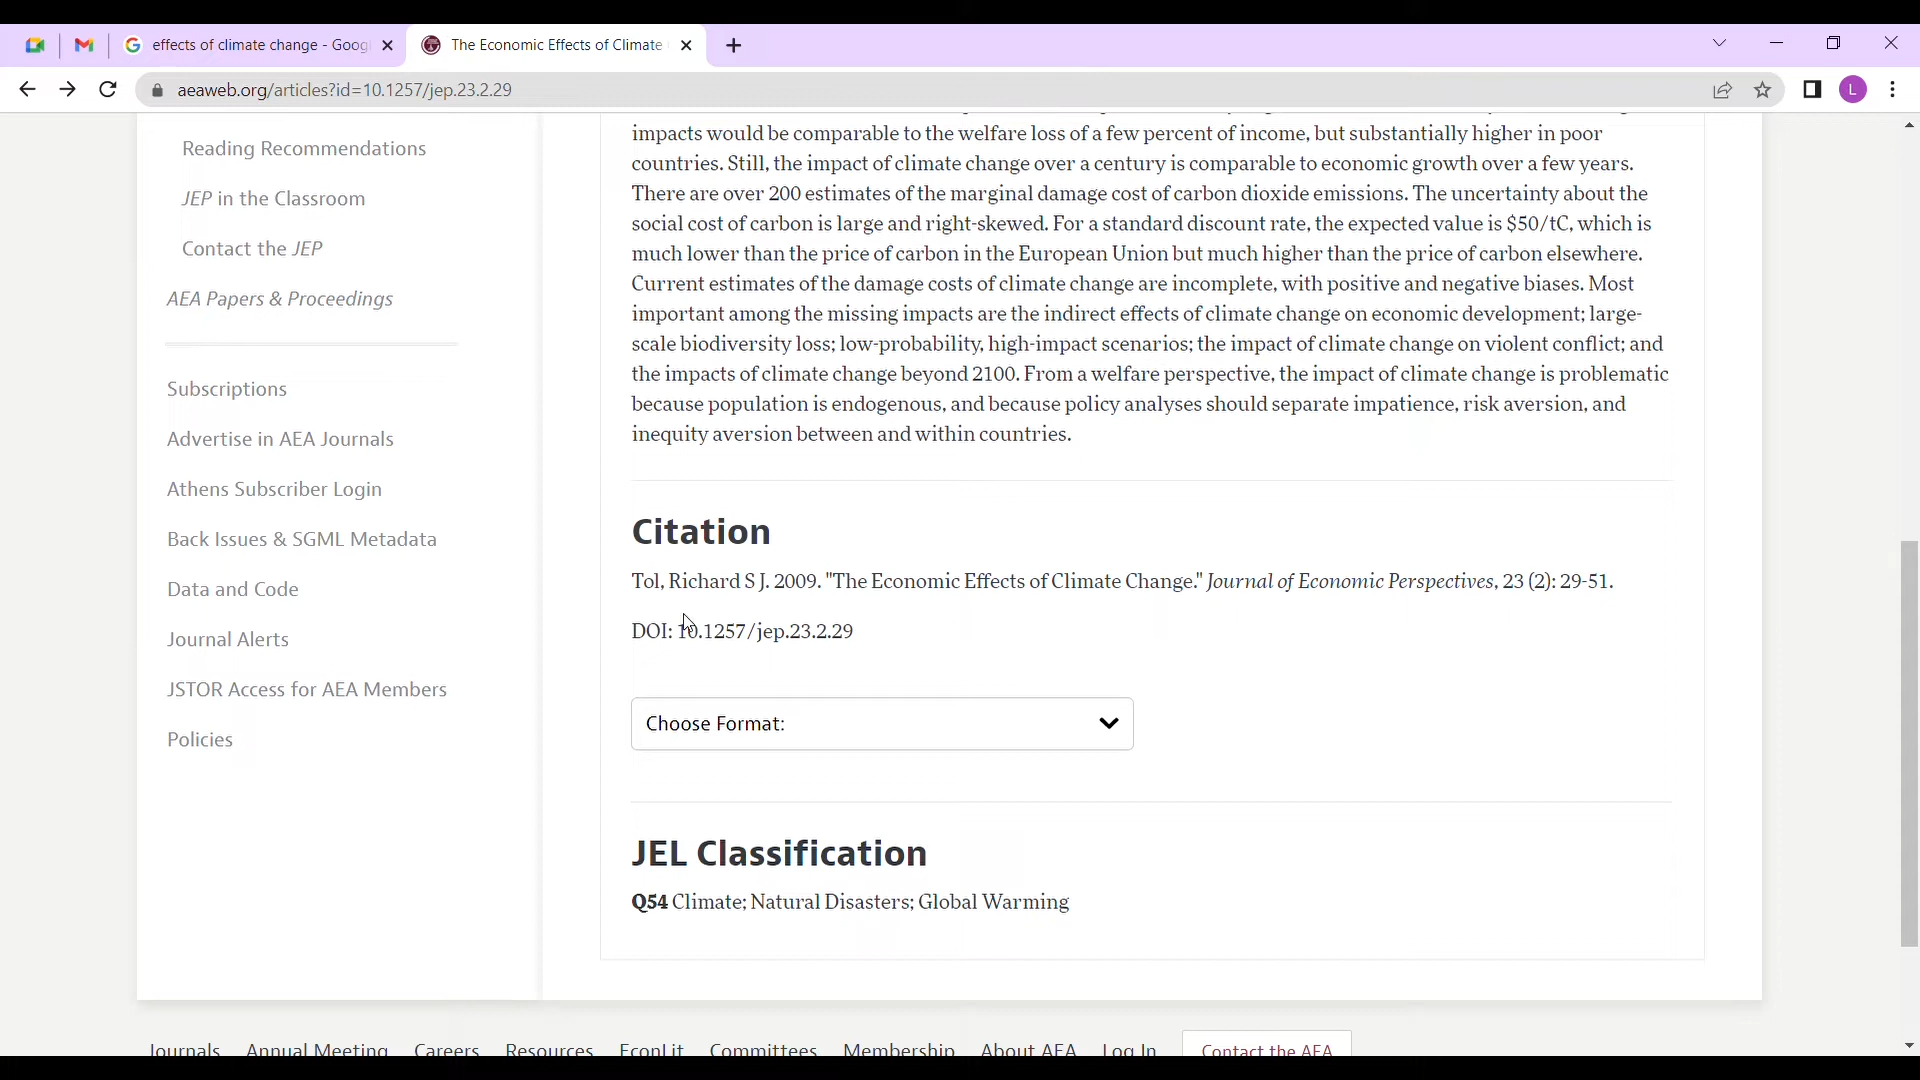 effects of climate change - Goog
The Economic Effects of Climate
aeaweb.org/articles?id=10.1257/jep.23.2.29
L
Reading Recommendations
JEP in the Classroom
Contact the JEP
AEA Papers & Proceedings
Subscriptions
Advertise in AEA Journals
Athens Subscriber Login
Back Issues & SGML Metadata
Data and Code
Journal Alerts
JSTOR Access for AEA Members
Policies
impacts would be comparable to the welfare loss of a few percent of income, but substantially higher in poor
countries. Still, the impact of climate change over a century is comparable to economic growth over a few years.
There are over 200 estimates of the marginal damage cost of carbon dioxide emissions. The uncertainty about the
social cost of carbon is large and right-skewed. For a standard discount rate, the expected value is $50/tC, which is
much lower than the price of carbon in the European Union but much higher than the price of carbon elsewhere.
Current estimates of the damage costs of climate change are incomplete, with positive and negative biases. Most
important among the missing impacts are the indirect effects of climate change on economic development; large-
scale biodiversity loss; low-probability, high-impact scenarios; the impact of climate change on violent conflict; and
the impacts of climate change beyond 2100. From a welfare perspective, the impact of climate change is problematic
because population is endogenous, and because policy analyses should separate impatience, risk aversion, and
inequity aversion between and within countries.
Citation
Tol, Richard S J. 2009. "The Economic Effects of Climate Change." Journal of Economic Perspectives, 23 (2): 29-51.
DOI: 10.1257/jep.23.2.29
Choose Format:
JEL Classification
Q54 Climate; Natural Disasters; Global Warming
Journals Annual Meeting Careers Resources EconLit Committees Membership About AEA Log In Contact the AEA